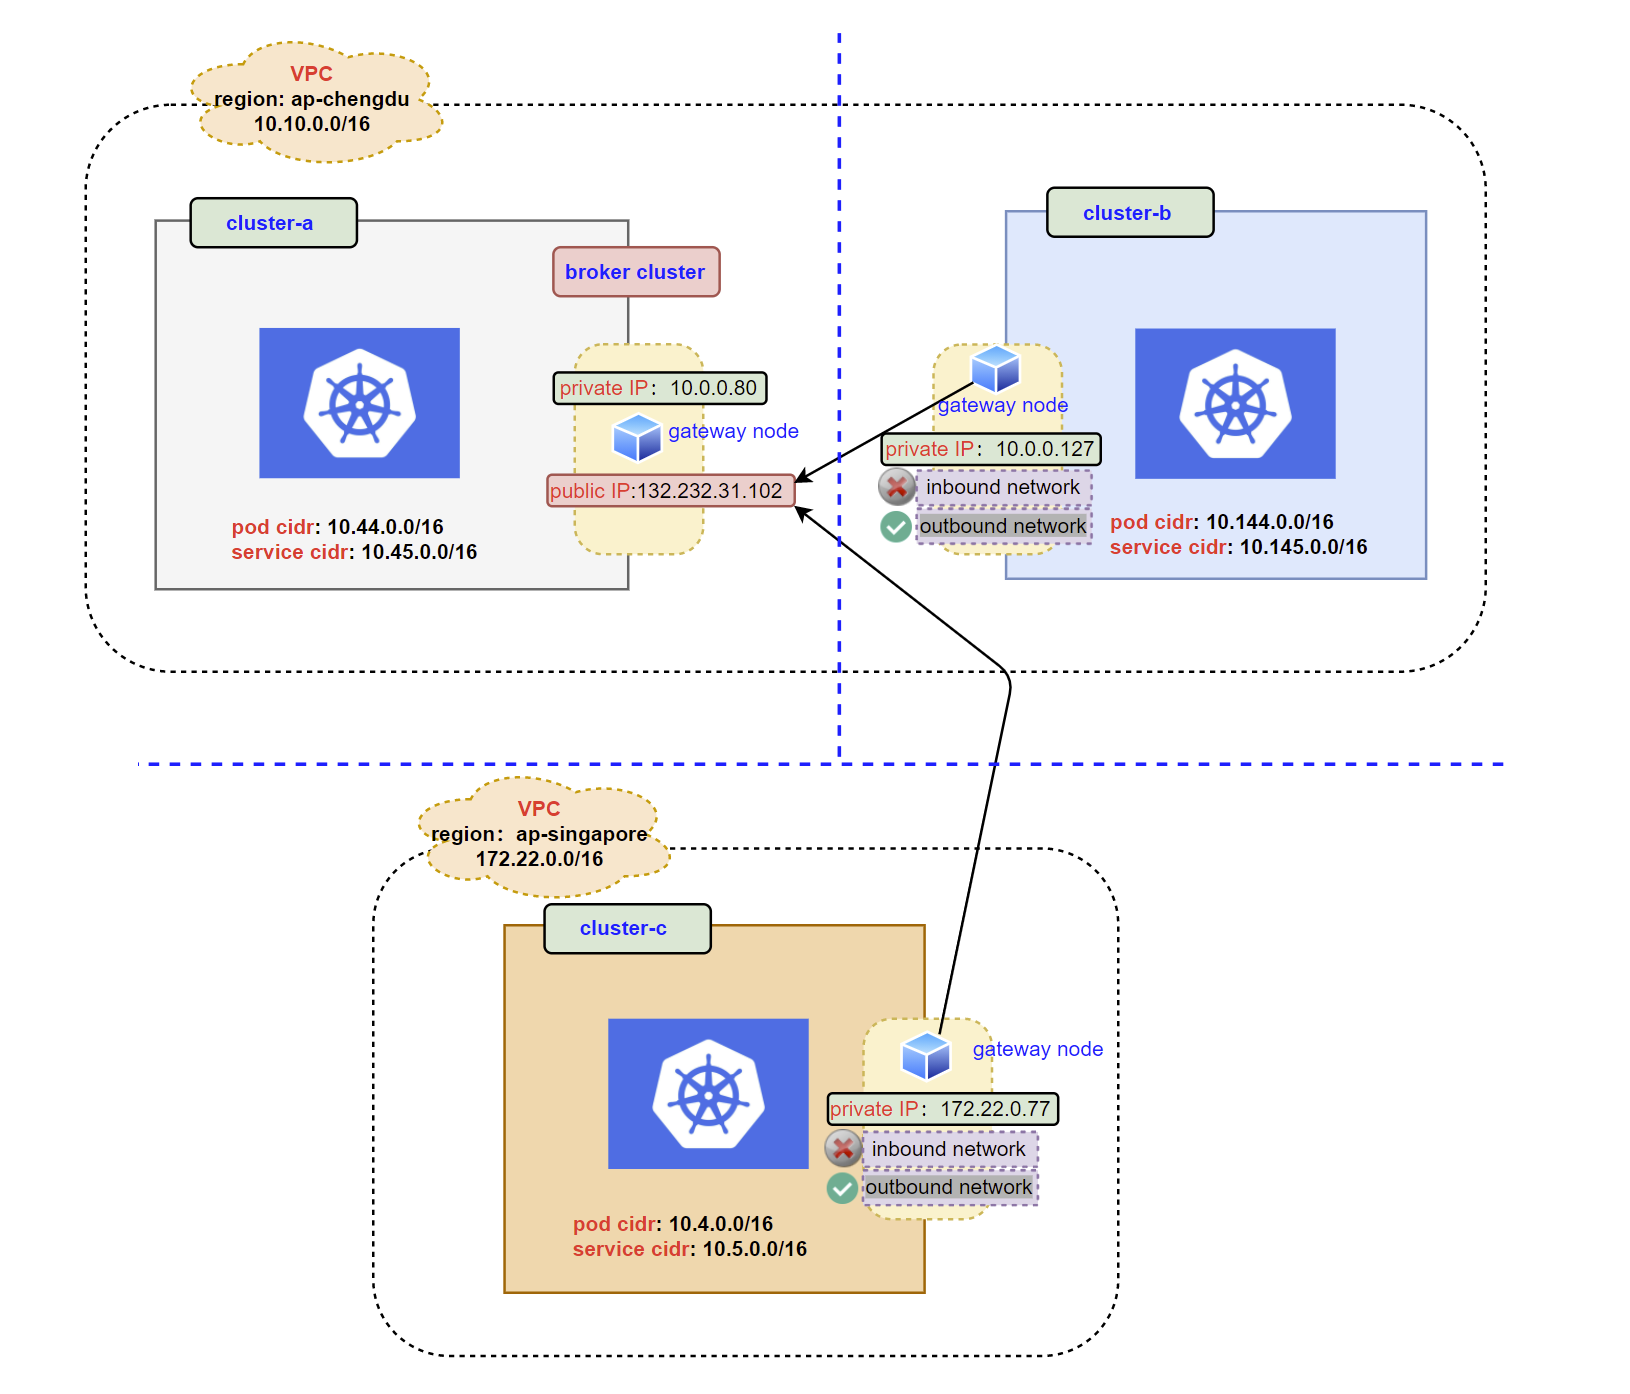 VPC
region: ap-chengdu
10.10.0.0/16
cluster-a
broker cluster
private IP： 10.0.0.80
gateway node
public IP:132.232.31.102
pod cidr: 10.44.0.0/16
service cidr: 10.45.0.0/16
cluster-b
gateway node
private IP： 10.0.0.127
inbound network
outbound network
pod cidr: 10.144.0.0/16
service cidr: 10.145.0.0/16
VPC
region：ap-singapore
172.22.0.0/16
cluster-c
gateway node
private IP： 172.22.0.77
inbound network
outbound network
pod cidr: 10.4.0.0/16
service cidr: 10.5.0.0/16